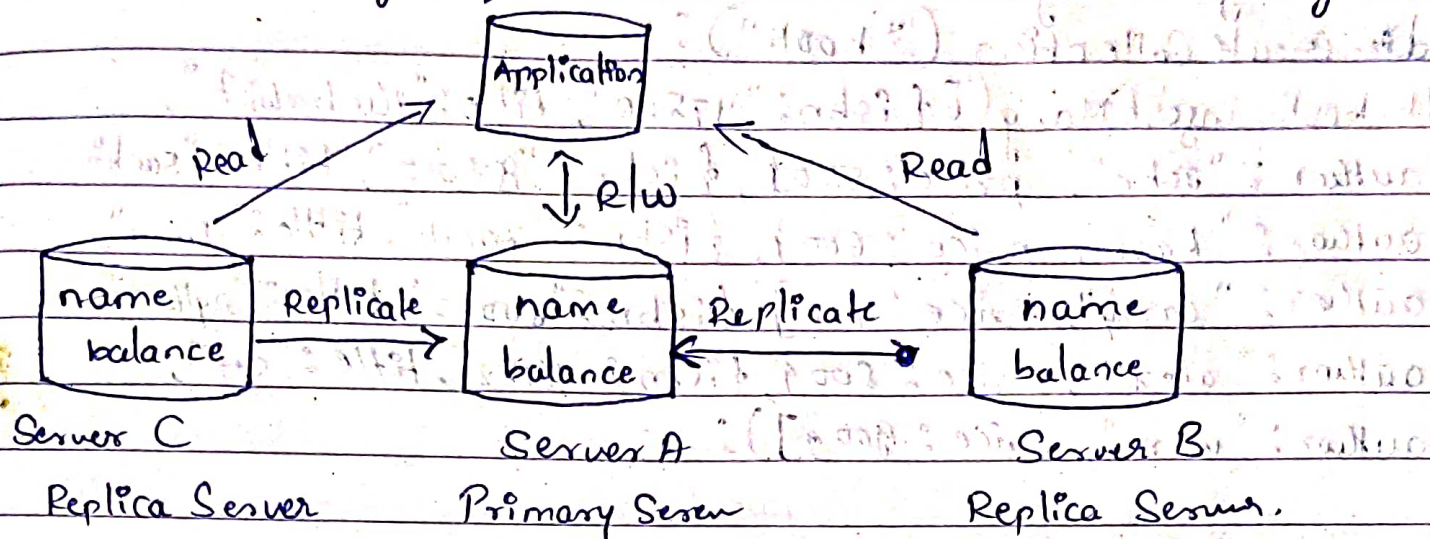 Application
Read
R/W
Read
name
balance
Replicate
name
balance
Replicate
name
balance
Server C
Server A
Server B
Replica Server
Primary Server
Replica Server.